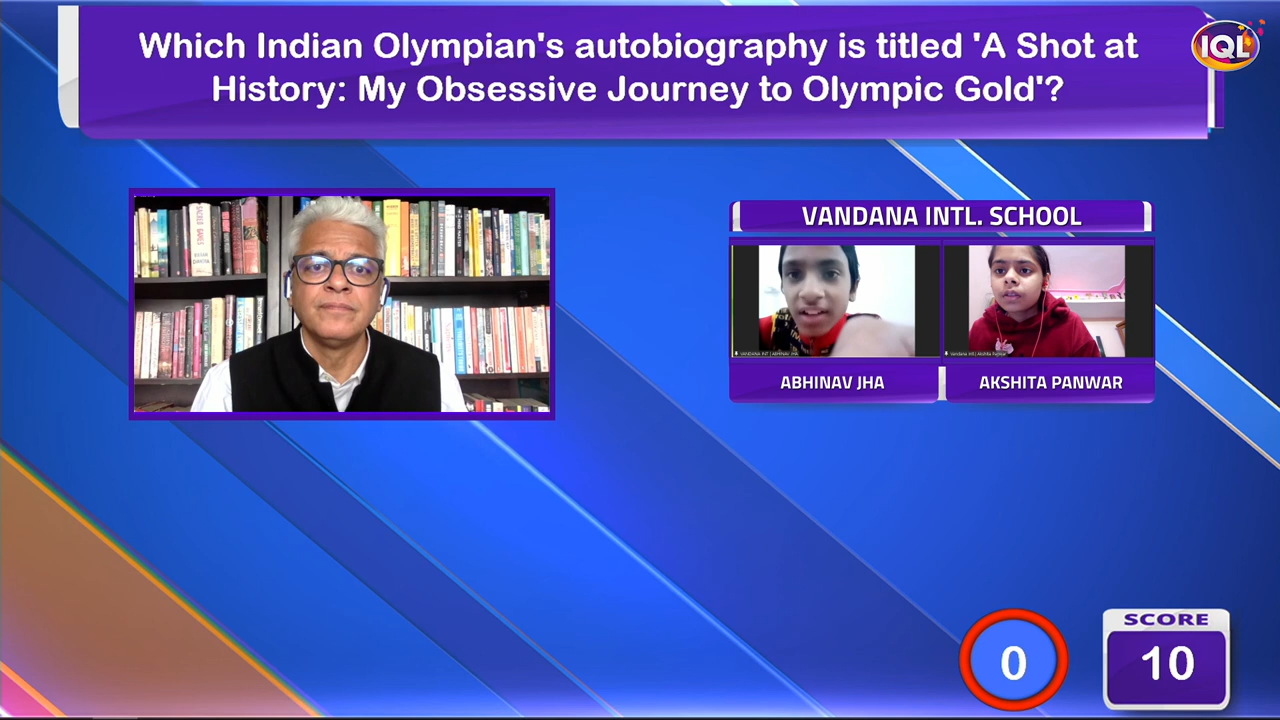 Which Indian Olympian's autobiography is titled 'A Shot at
History: My Obsessive Journey to Olympic Gold'?
IQL
VANDANA INTL. SCHOOL
ABHINAV JHA
AKSHITA PANWAR
0
SCORE
10